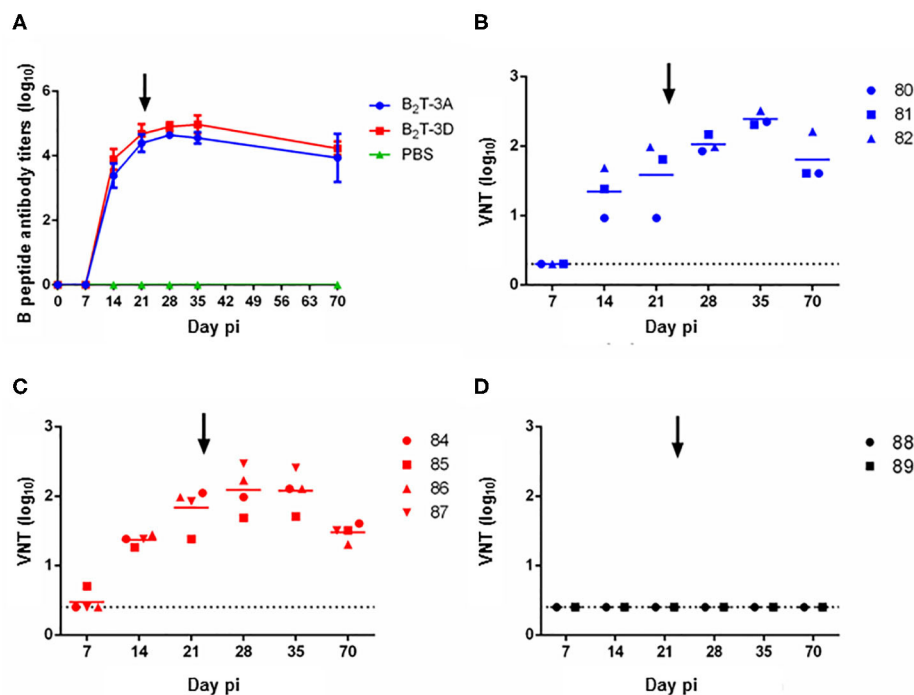 A
B peptide antibody titers (log₁₀)
6
4
2
0
0 7 14 21 28 35 42 49 56 63 70
Day pi
B₂T-3A
B₂T-3D
PBS
B
VNT (log₁₀)
3
2
1
0
7 14 21 28 35 70
Day pi
80
81
82
C
VNT (log₁₀)
3
2
1
0
7 14 21 28 35 70
Day pi
84
85
86
87
D
VNT (log₁₀)
3
2
1
0
7 14 21 28 35 70
Day pi
88
89